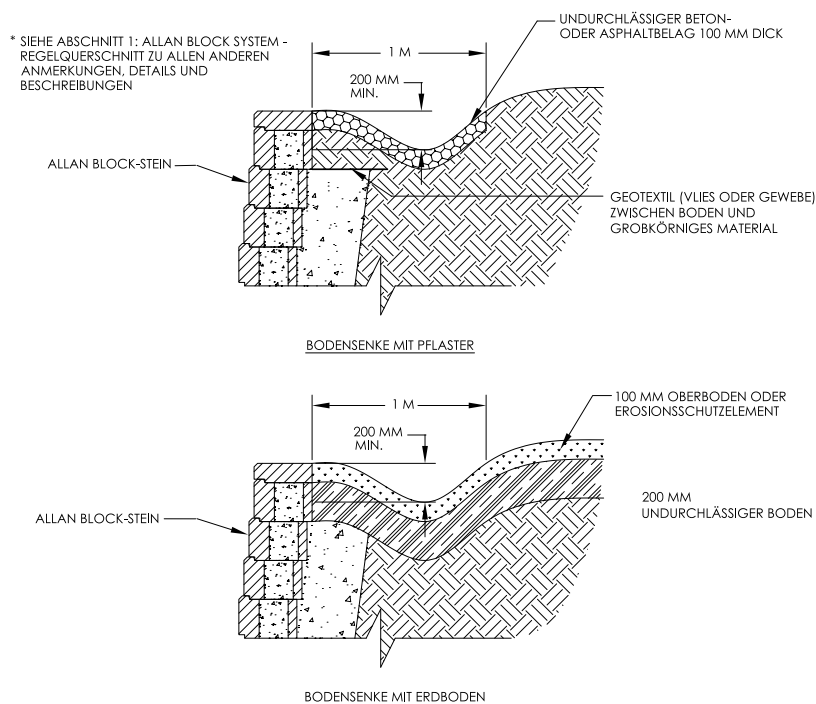 * SIEHE ABSCHNITT 1: ALLAN BLOCK SYSTEM -
REGELQUERSCHNITT ZU ALLEN ANDEREN
ANMERKUNGEN, DETAILS UND
BESCHREIBUNGEN
1 M
200 MM
MIN.
UNDURCHLÄSSIGER BETON-
ODER ASPHALTBELAG 100 MM DICK
ALLAN BLOCK-STEIN
GEOTEXTIL (VLIES ODER GEWEBE)
ZWISCHEN BODEN UND
GROBKÖRNIGES MATERIAL
BODENSENKE MIT PFLASTER
1 M
200 MM
MIN.
100 MM OBERBODEN ODER
EROSIONSSCHUTZELEMENT
ALLAN BLOCK-STEIN
200 MM
UNDURCHLÄSSIGER BODEN
BODENSENKE MIT ERDBODEN